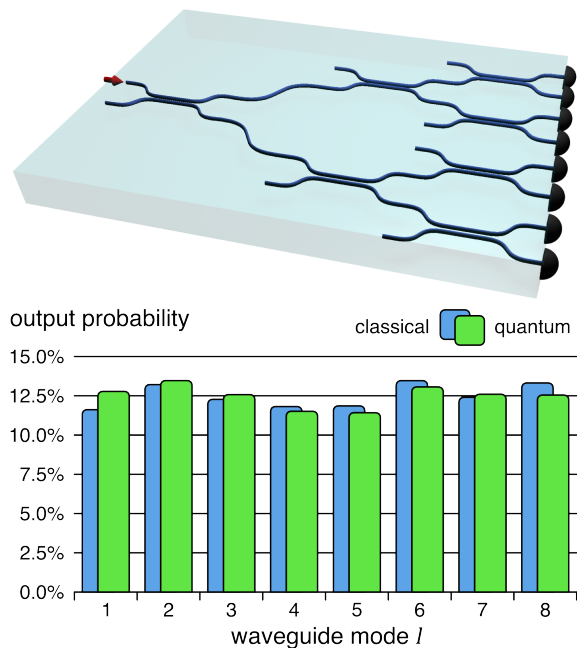 output probability
classical quantum
15.0%
12.5%
10.0%
7.5%
5.0%
2.5%
0.0%
1 2 3 4 5 6 7 8
waveguide mode l